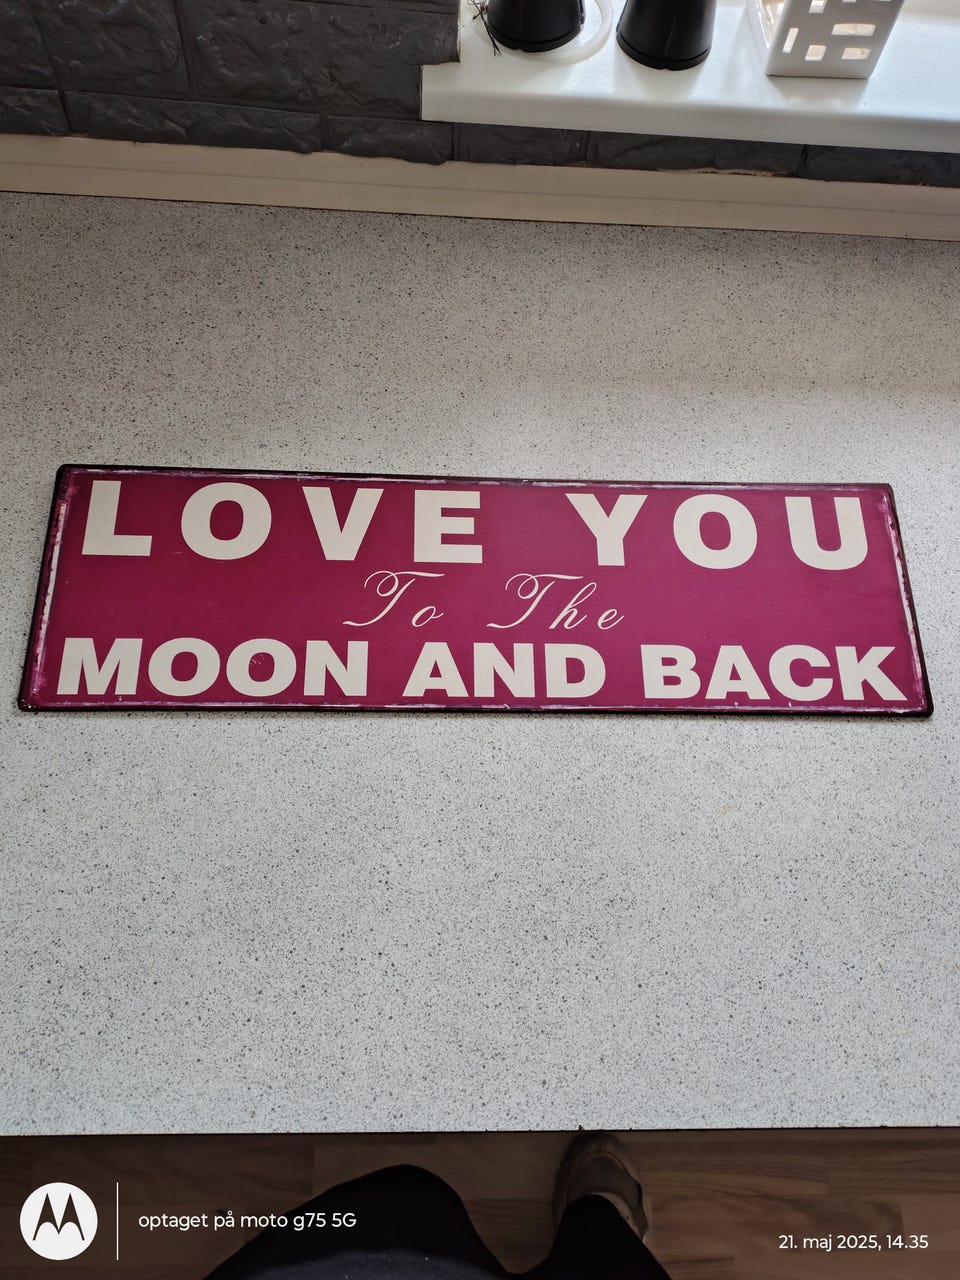 LOVE YOU
To The
MOON AND BACK
optaget på moto g75 5G
21. maj 2025, 14.35